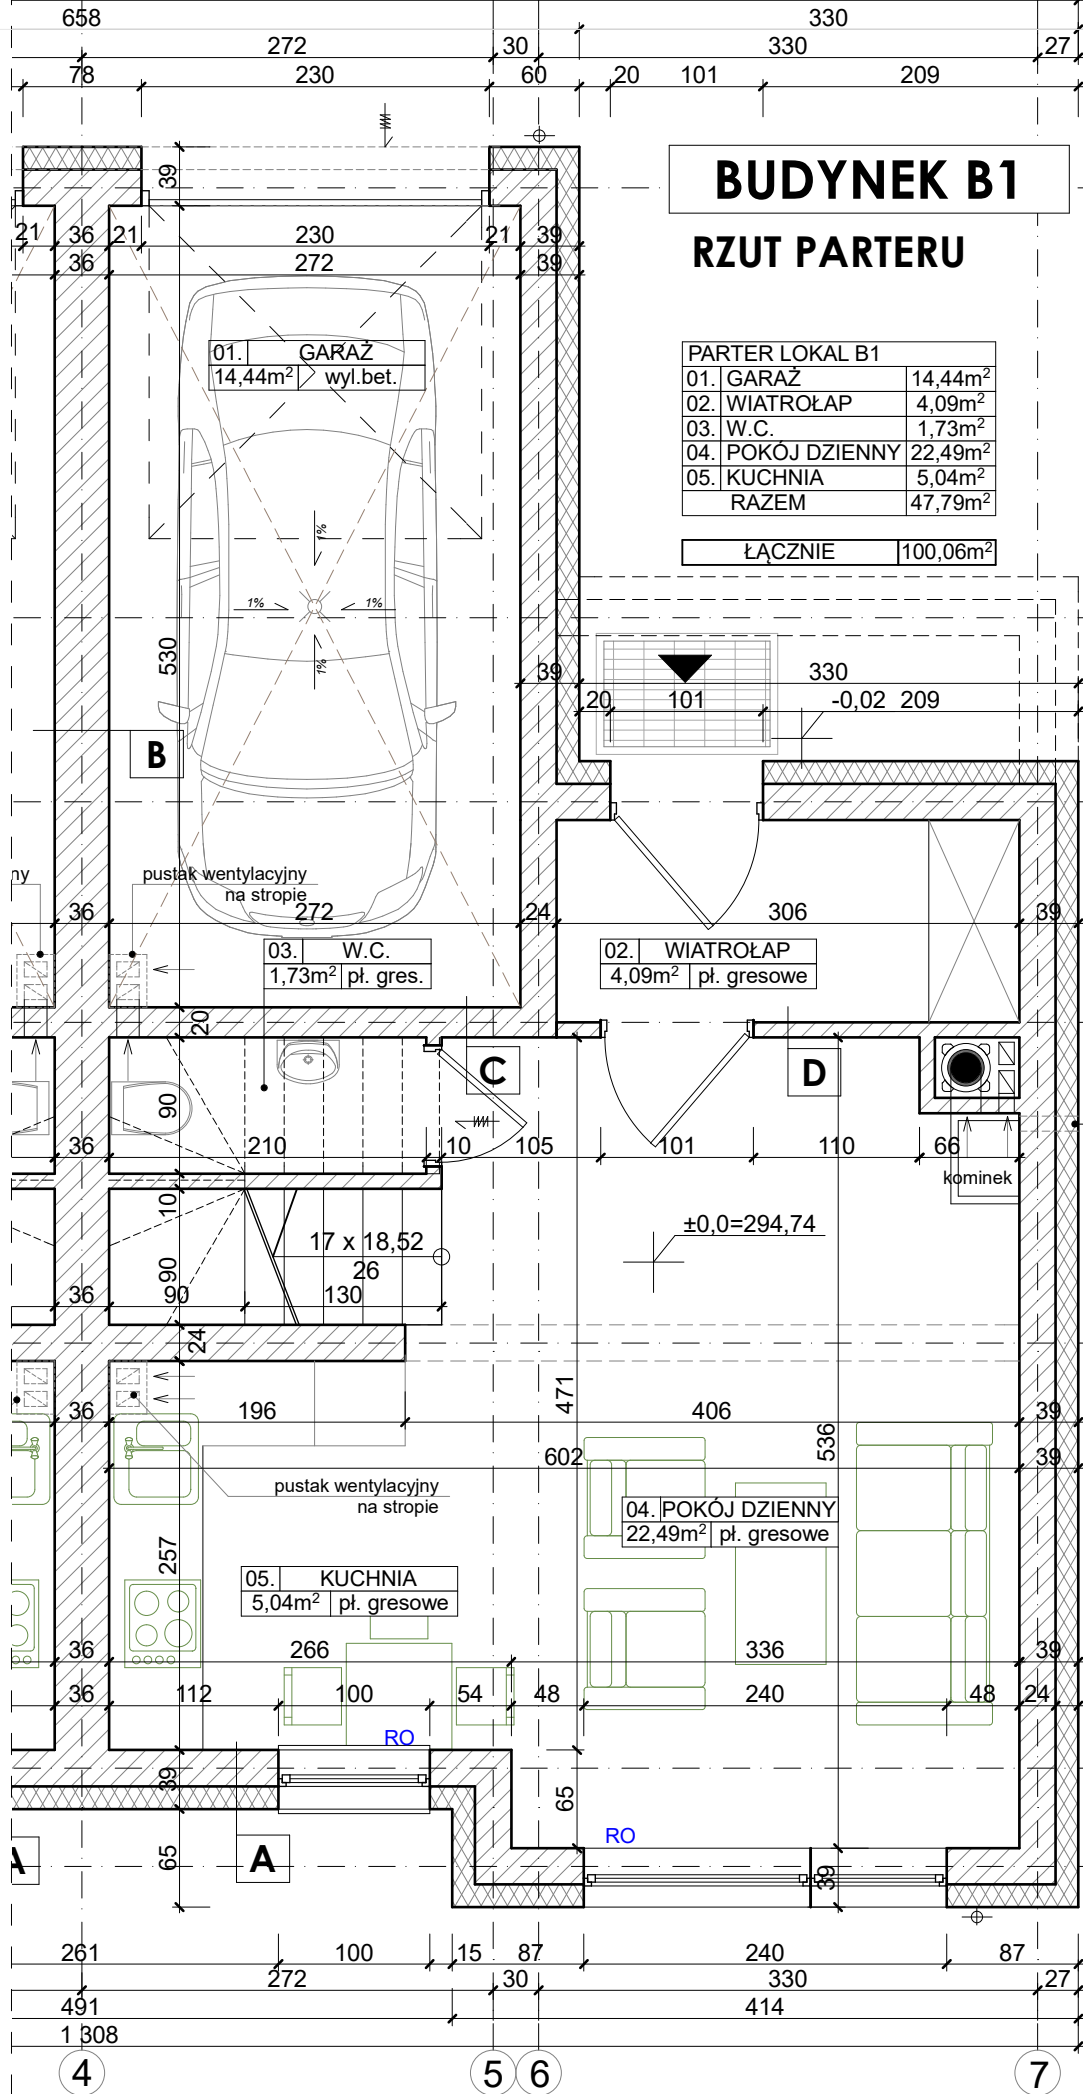 658
330
272
30
330
27
78
230
60
20
101
209
BUDYNEK B1
RZUT PARTERU
39
21
36
21
230
21
39
36
272
39
01. GARAŻ
14,44m² wyl.bet.
PARTER LOKAL B1
01. GARAŻ 14,44m²
02. WIATROŁAP 4,09m²
03. W.C. 1,73m²
04. POKÓJ DZIENNY 22,49m²
05. KUCHNIA 5,04m²
RAZEM 47,79m²
ŁĄCZNIE 100,06m²
1%
1%
1%
1%
530
39
330
20
101
-0,02
209
B
ny
pustak wentylacyjny
na stropie
36
272
24
306
39
03. W.C.
1,73m² pł. gres.
02. WIATROŁAP
4,09m² pł. gresowe
20
C
D
90
36
210
10
105
101
110
66
kominek
10
17 x 18,52
26
±0,0=294,74
90
36
90
130
24
471
36
196
406
39
536
602
39
pustak wentylacyjny
na stropie
04. POKÓJ DZIENNY
22,49m² pł. gresowe
257
05. KUCHNIA
5,04m² pł. gresowe
36
266
336
39
36
112
100
54
48
240
48
24
RO
39
65
RO
A
A
65
39
261
100
15
87
240
87
272
30
330
27
491
414
1 308
4
5
6
7